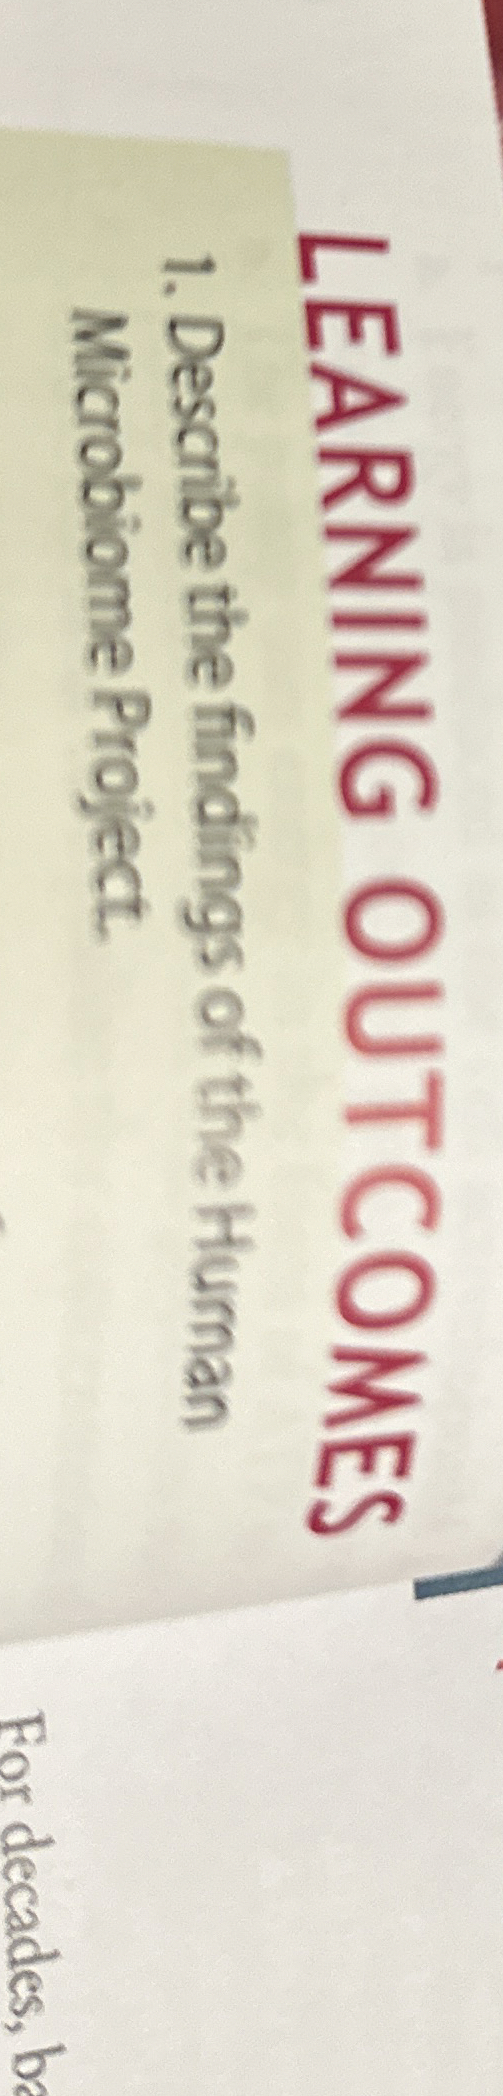 LEARNING OUTCOMES
1. Describe the findings of the Human
Microbiome Project.
For decades,